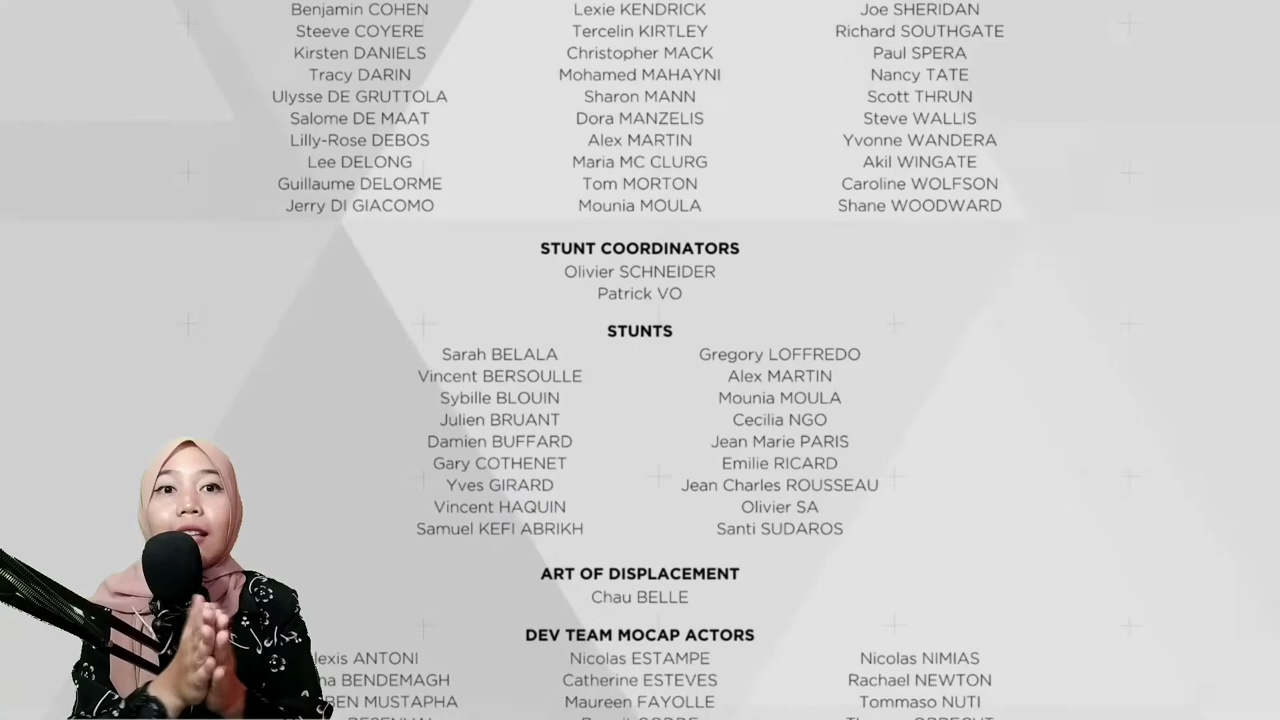 Benjamin COHEN Lexie KENDRICK Joe SHERIDAN
Steeve COYERE Tercelin KIRTLEY Richard SOUTHGATE
Kirsten DANIELS Christopher MACK Paul SPERA
Tracy DARIN Mohamed MAHAYNI Nancy TATE
Ulysse DE GRUTTOLA Sharon MANN Scott THRUN
Salome DE MAAT Dora MANZELIS Steve WALLIS
Lilly-Rose DEBOS Alex MARTIN Yvonne WANDERA
Lee DELONG Maria MC CLURG Akil WINGATE
Guillaume DELORME Tom MORTON Caroline WOLFSON
Jerry DI GIACOMO Mounia MOULA Shane WOODWARD
STUNT COORDINATORS
Olivier SCHNEIDER
Patrick VO
STUNTS
Sarah BELALA Gregory LOFFREDO
Vincent BERSOULLE Alex MARTIN
Sybille BLOUIN Mounia MOULA
Julien BRUANT Cecilia NGO
Damien BUFFARD Jean Marie PARIS
Gary COTHENET Emilie RICARD
Yves GIRARD Jean Charles ROUSSEAU
Vincent HAQUIN Olivier SA
Samuel KEFI ABRIKH Santi SUDAROS
ART OF DISPLACEMENT
Chau BELLE
DEV TEAM MOCAP ACTORS
ANTONI Nicolas ESTAMPE Nicolas NIMIAS
BENDEMAGH Catherine ESTEVES Rachael NEWTON
MUSTAPHA Maureen FAYOLLE Tommaso NUTI